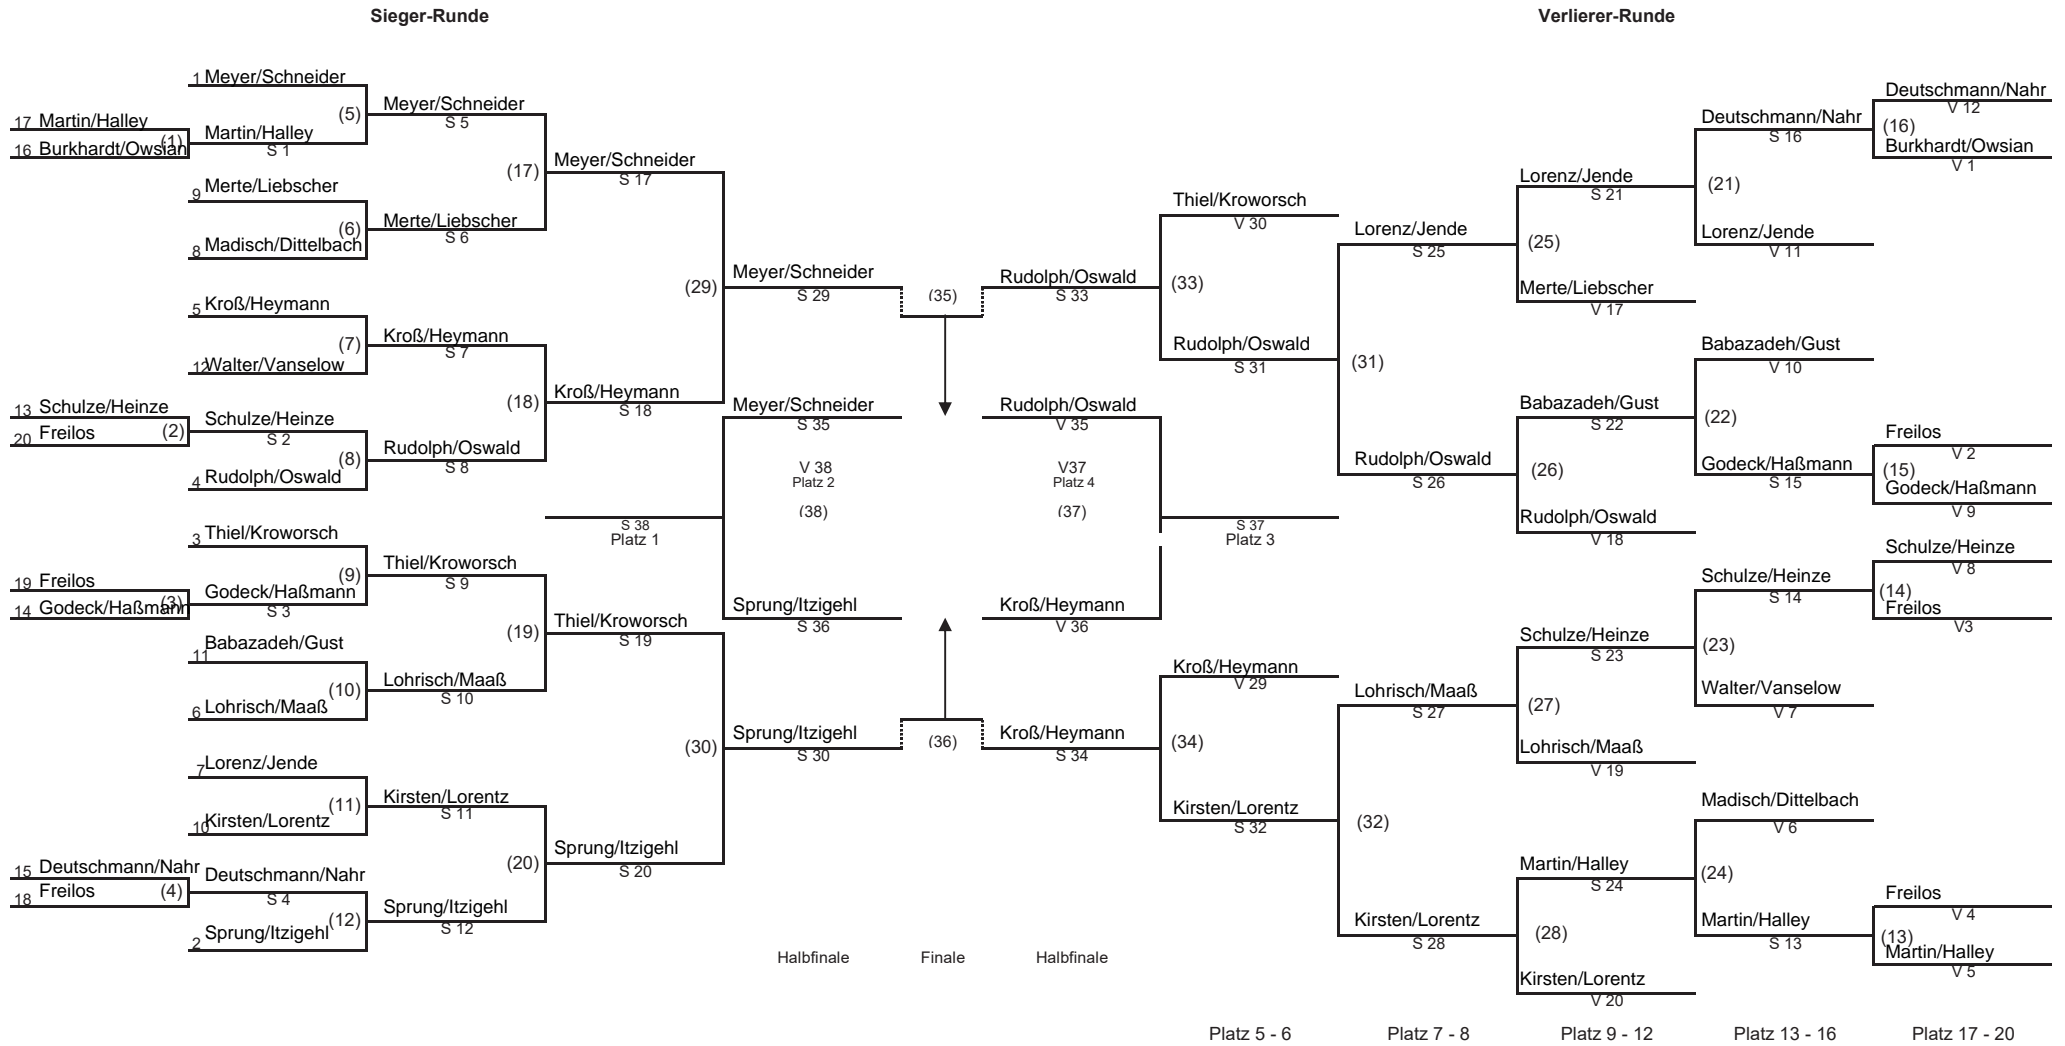 Sieger-Runde
Verlierer-Runde
1 Meyer/Schneider
17 Martin/Halley
16 Burkhardt/Owsian
(1)
Martin/Halley
S 1
(5)
9 Merte/Liebscher
8 Madisch/Dittelbach
(6)
5 Kroß/Heymann
12 Walter/Vanselow
(7)
13 Schulze/Heinze
20 Freilos
(2)
Schulze/Heinze
S 2
4 Rudolph/Oswald
(8)
3 Thiel/Kroworsch
19 Freilos
14 Godeck/Haßmann
(3)
Godeck/Haßmann
S 3
(9)
11 Babazadeh/Gust
6 Lohrisch/Maaß
(10)
7 Lorenz/Jende
10 Kirsten/Lorentz
(11)
15 Deutschmann/Nahr
18 Freilos
(4)
Deutschmann/Nahr
S 4
2 Sprung/Itzigehl
(12)
Meyer/Schneider
S 5
Merte/Liebscher
S 6
(17)
Kroß/Heymann
S 7
Rudolph/Oswald
S 8
(18)
Thiel/Kroworsch
S 9
Lohrisch/Maaß
S 10
(19)
Kirsten/Lorentz
S 11
Sprung/Itzigehl
S 12
(20)
Meyer/Schneider
S 17
Kroß/Heymann
S 18
(29)
Thiel/Kroworsch
S 19
Sprung/Itzigehl
S 20
(30)
S 38
Platz 1
Meyer/Schneider
S 29
Meyer/Schneider
S 35
V 38
Platz 2
(38)
Sprung/Itzigehl
S 36
Sprung/Itzigehl
S 30
Halbfinale
(35)
(36)
Finale
Rudolph/Oswald
S 33
Rudolph/Oswald
V 35
V37
Platz 4
(37)
Kroß/Heymann
V 36
Kroß/Heymann
S 34
Halbfinale
Thiel/Kroworsch
V 30
(33)
Rudolph/Oswald
S 31
S 37
Platz 3
Kroß/Heymann
V 29
(34)
Kirsten/Lorentz
S 32
Platz 5 - 6
Lorenz/Jende
S 25
(31)
Rudolph/Oswald
S 26
Lohrisch/Maaß
S 27
(32)
Kirsten/Lorentz
S 28
Platz 7 - 8
Lorenz/Jende
S 21
(25)
Merte/Liebscher
V 17
Babazadeh/Gust
S 22
(26)
Rudolph/Oswald
V 18
Schulze/Heinze
S 23
(27)
Lohrisch/Maaß
V 19
Martin/Halley
S 24
(28)
Kirsten/Lorentz
V 20
Platz 9 - 12
Deutschmann/Nahr
S 16
(21)
Lorenz/Jende
V 11
Babazadeh/Gust
V 10
(22)
Godeck/Haßmann
S 15
Schulze/Heinze
S 14
(23)
Walter/Vanselow
V 7
Madisch/Dittelbach
V 6
(24)
Martin/Halley
S 13
Platz 13 - 16
Deutschmann/Nahr
V 12
(16)
Burkhardt/Owsian
V 1
Freilos
V 2
(15)
Godeck/Haßmann
V 9
Schulze/Heinze
V 8
(14)
Freilos
V3
Freilos
V 4
(13)
Martin/Halley
V 5
Platz 17 - 20